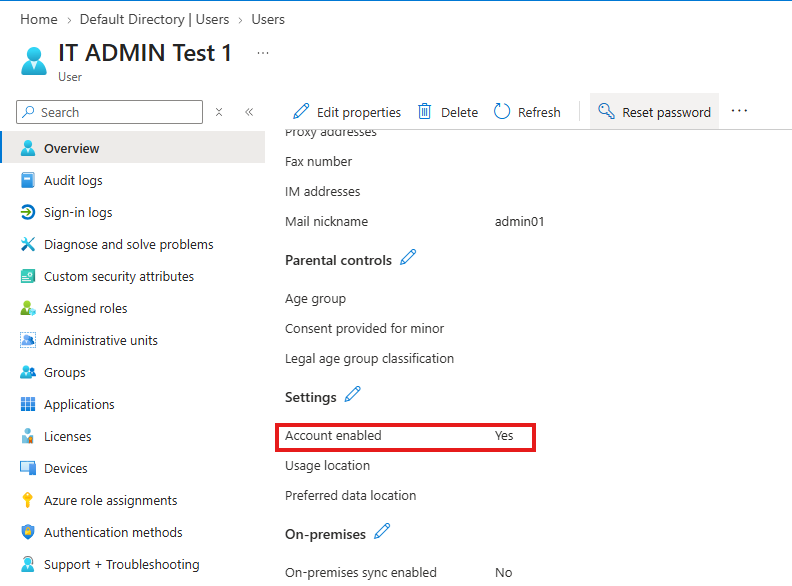 Home › Default Directory | Users › Users
IT ADMIN Test 1 ...
User
Search
Edit properties Delete Refresh Reset password ...
Overview
Audit logs
Sign-in logs
Diagnose and solve problems
Custom security attributes
Assigned roles
Administrative units
Groups
Applications
Licenses
Devices
Azure role assignments
Authentication methods
Support + Troubleshooting
Proxy addresses
Fax number
IM addresses
Mail nickname admin01
Parental controls
Age group
Consent provided for minor
Legal age group classification
Settings
Account enabled Yes
Usage location
Preferred data location
On-premises
On-premises sync enabled No